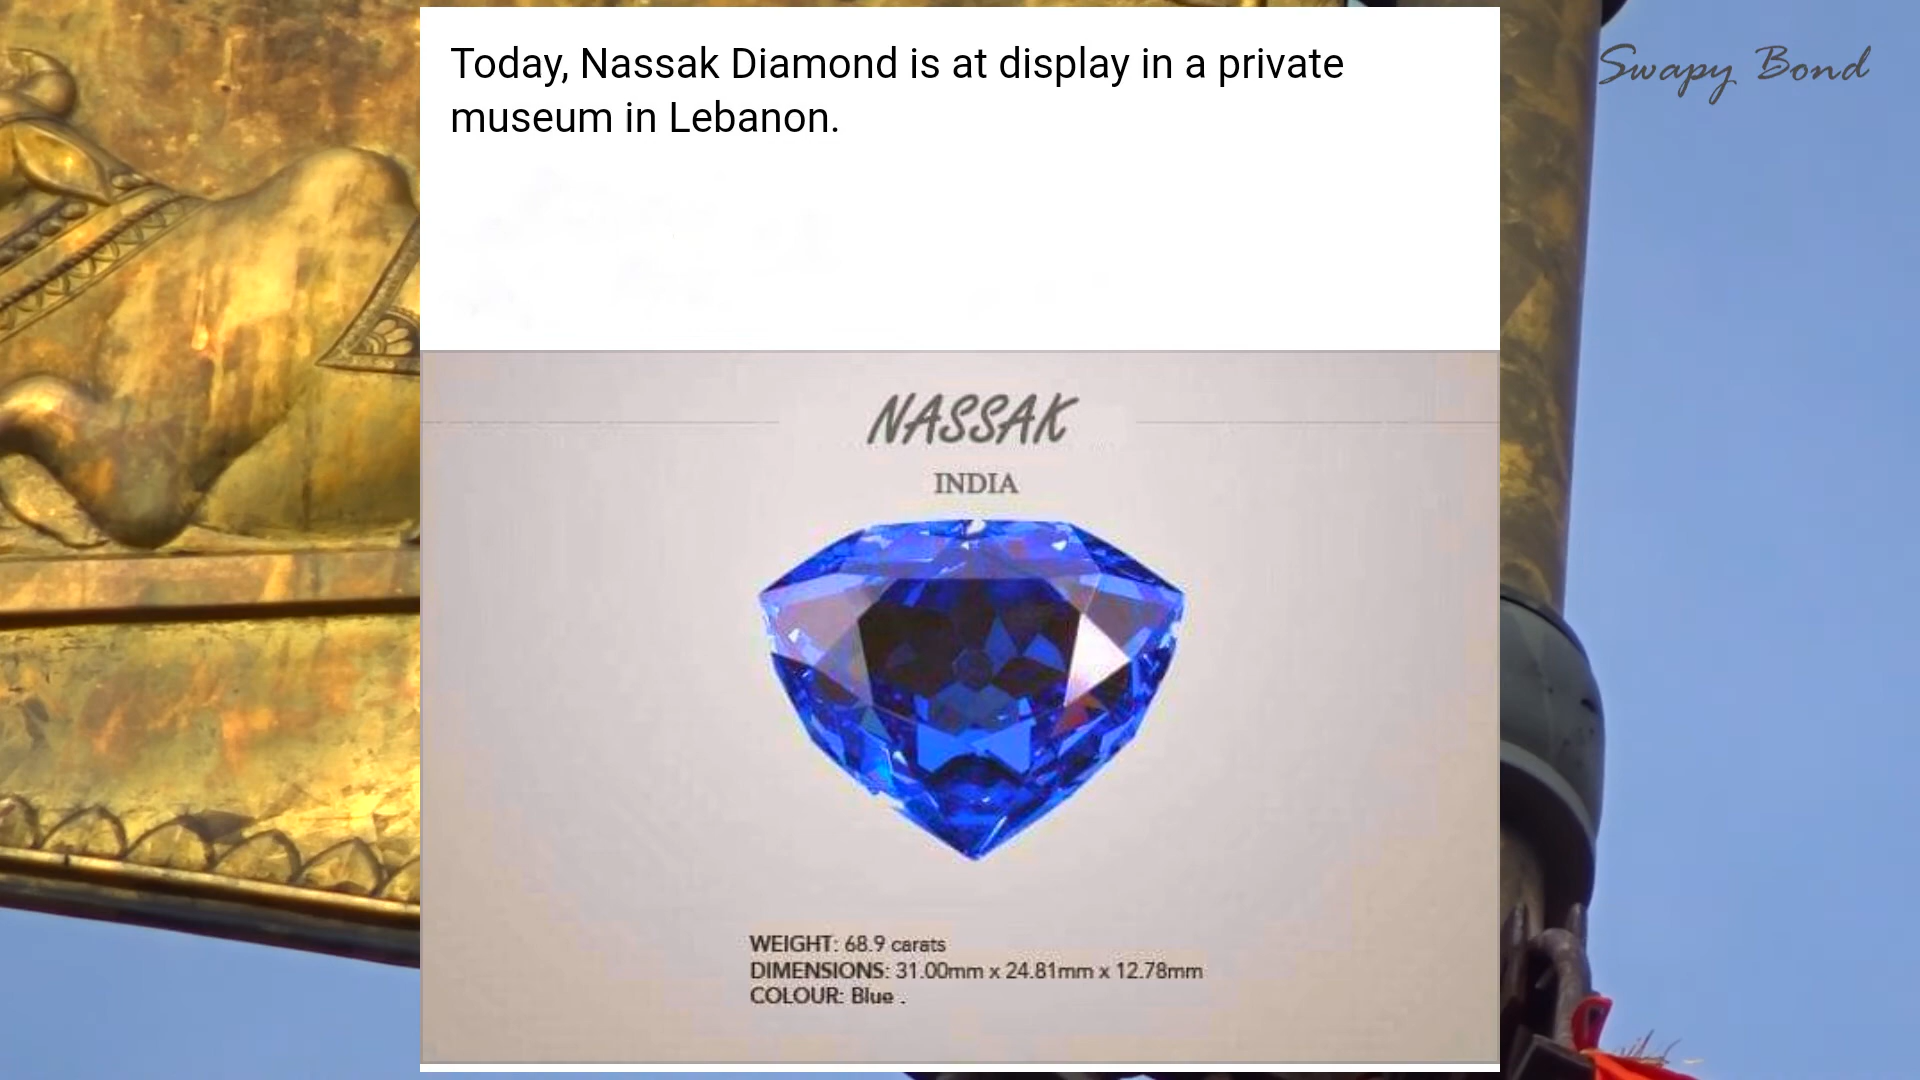 Today, Nassak Diamond is at display in a private
museum in Lebanon.
Swapy Bond
NASSAK
INDIA
WEIGHT: 68.9 carats
DIMENSIONS: 31.00mm x 24.81mm x 12.78mm
COLOUR: Blue .